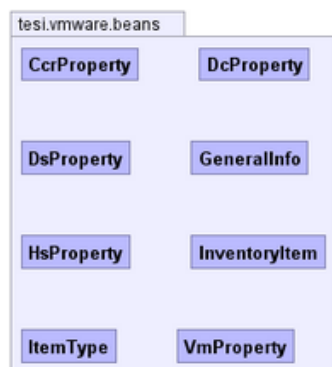 tesi.vmware.beans
CcrProperty DcProperty
DsProperty GeneralInfo
HsProperty InventoryItem
ItemType VmProperty